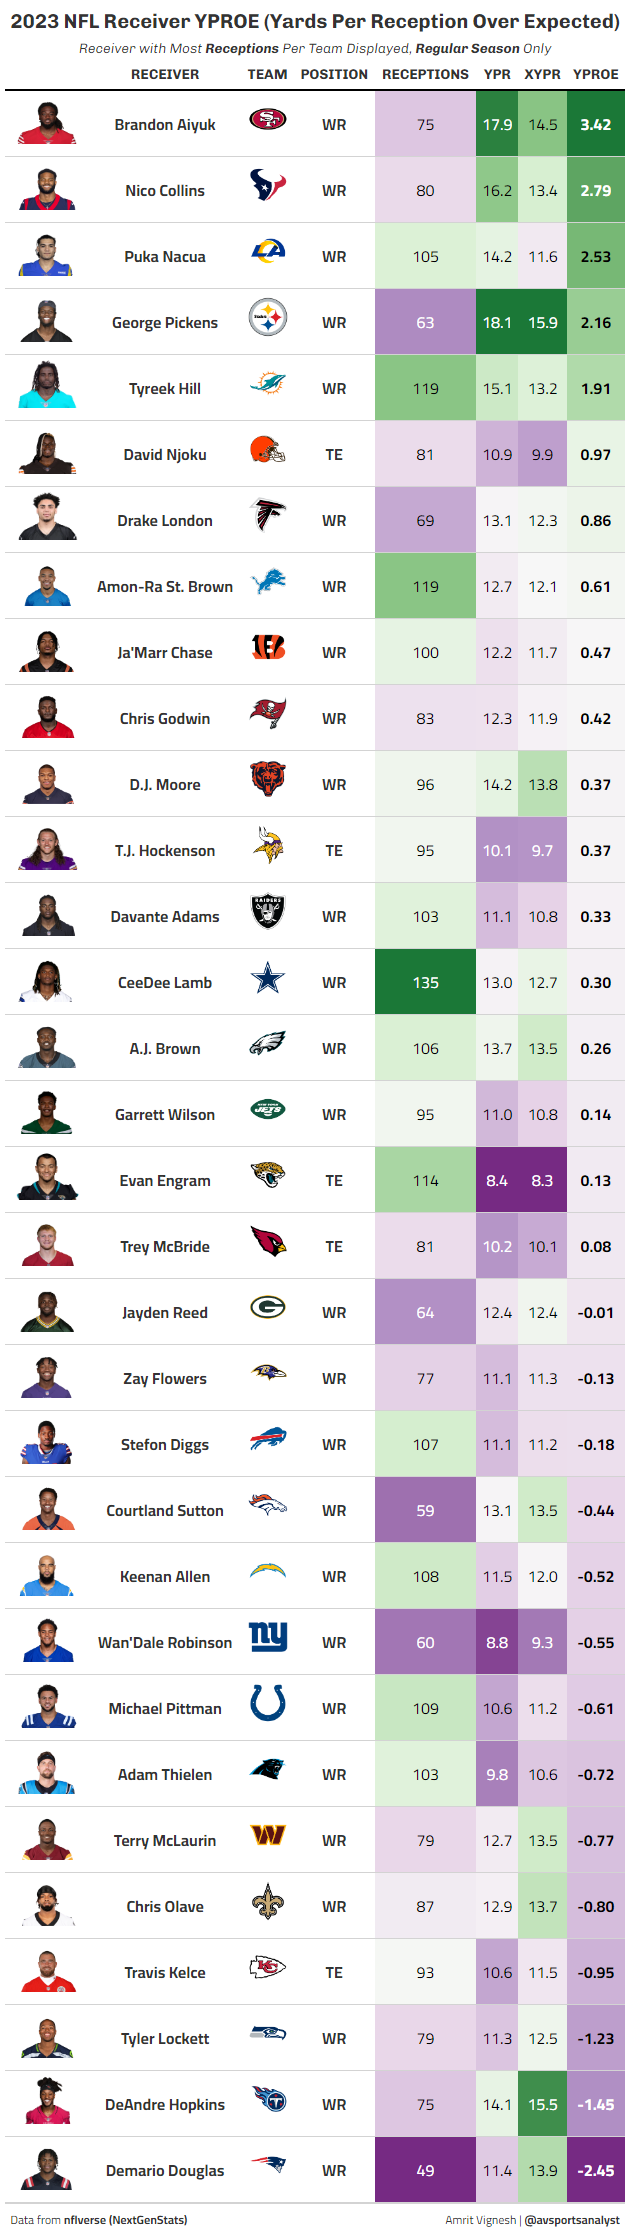 2023 NFL Receiver YPROE (Yards Per Reception Over Expected)
Receiver with Most Receptions Per Team Displayed, Regular Season Only
RECEIVER TEAM POSITION RECEPTIONS YPR XYPR YPROE
Brandon Aiyuk WR 75 17.9 14.5 3.42
Nico Collins WR 80 16.2 13.4 2.79
Puka Nacua WR 105 14.2 11.6 2.53
George Pickens WR 63 18.1 15.9 2.16
Tyreek Hill WR 119 15.1 13.2 1.91
David Njoku TE 81 10.9 9.9 0.97
Drake London WR 69 13.1 12.3 0.86
Amon-Ra St. Brown WR 119 12.7 12.1 0.61
Ja'Marr Chase WR 100 12.2 11.7 0.47
Chris Godwin WR 83 12.3 11.9 0.42
D.J. Moore WR 96 14.2 13.8 0.37
T.J. Hockenson TE 95 10.1 9.7 0.37
Davante Adams RAIDERS WR 103 11.1 10.8 0.33
CeeDee Lamb WR 135 13.0 12.7 0.30
A.J. Brown WR 106 13.7 13.5 0.26
Garrett Wilson JETS WR 95 11.0 10.8 0.14
Evan Engram TE 114 8.4 8.3 0.13
Trey McBride TE 81 10.2 10.1 0.08
Jayden Reed G WR 64 12.4 12.4 -0.01
Zay Flowers WR 77 11.1 11.3 -0.13
Stefon Diggs WR 107 11.1 11.2 -0.18
Courtland Sutton WR 59 13.1 13.5 -0.44
Keenan Allen WR 108 11.5 12.0 -0.52
Wan'Dale Robinson ny WR 60 8.8 9.3 -0.55
Michael Pittman WR 109 10.6 11.2 -0.61
Adam Thielen WR 103 9.8 10.6 -0.72
Terry McLaurin W WR 79 12.7 13.5 -0.77
Chris Olave WR 87 12.9 13.7 -0.80
Travis Kelce KC TE 93 10.6 11.5 -0.95
Tyler Lockett WR 79 11.3 12.5 -1.23
DeAndre Hopkins WR 75 14.1 15.5 -1.45
Demario Douglas WR 49 11.4 13.9 -2.45
Data from nflverse (NextGenStats) Amrit Vignesh | @avsportsanalyst